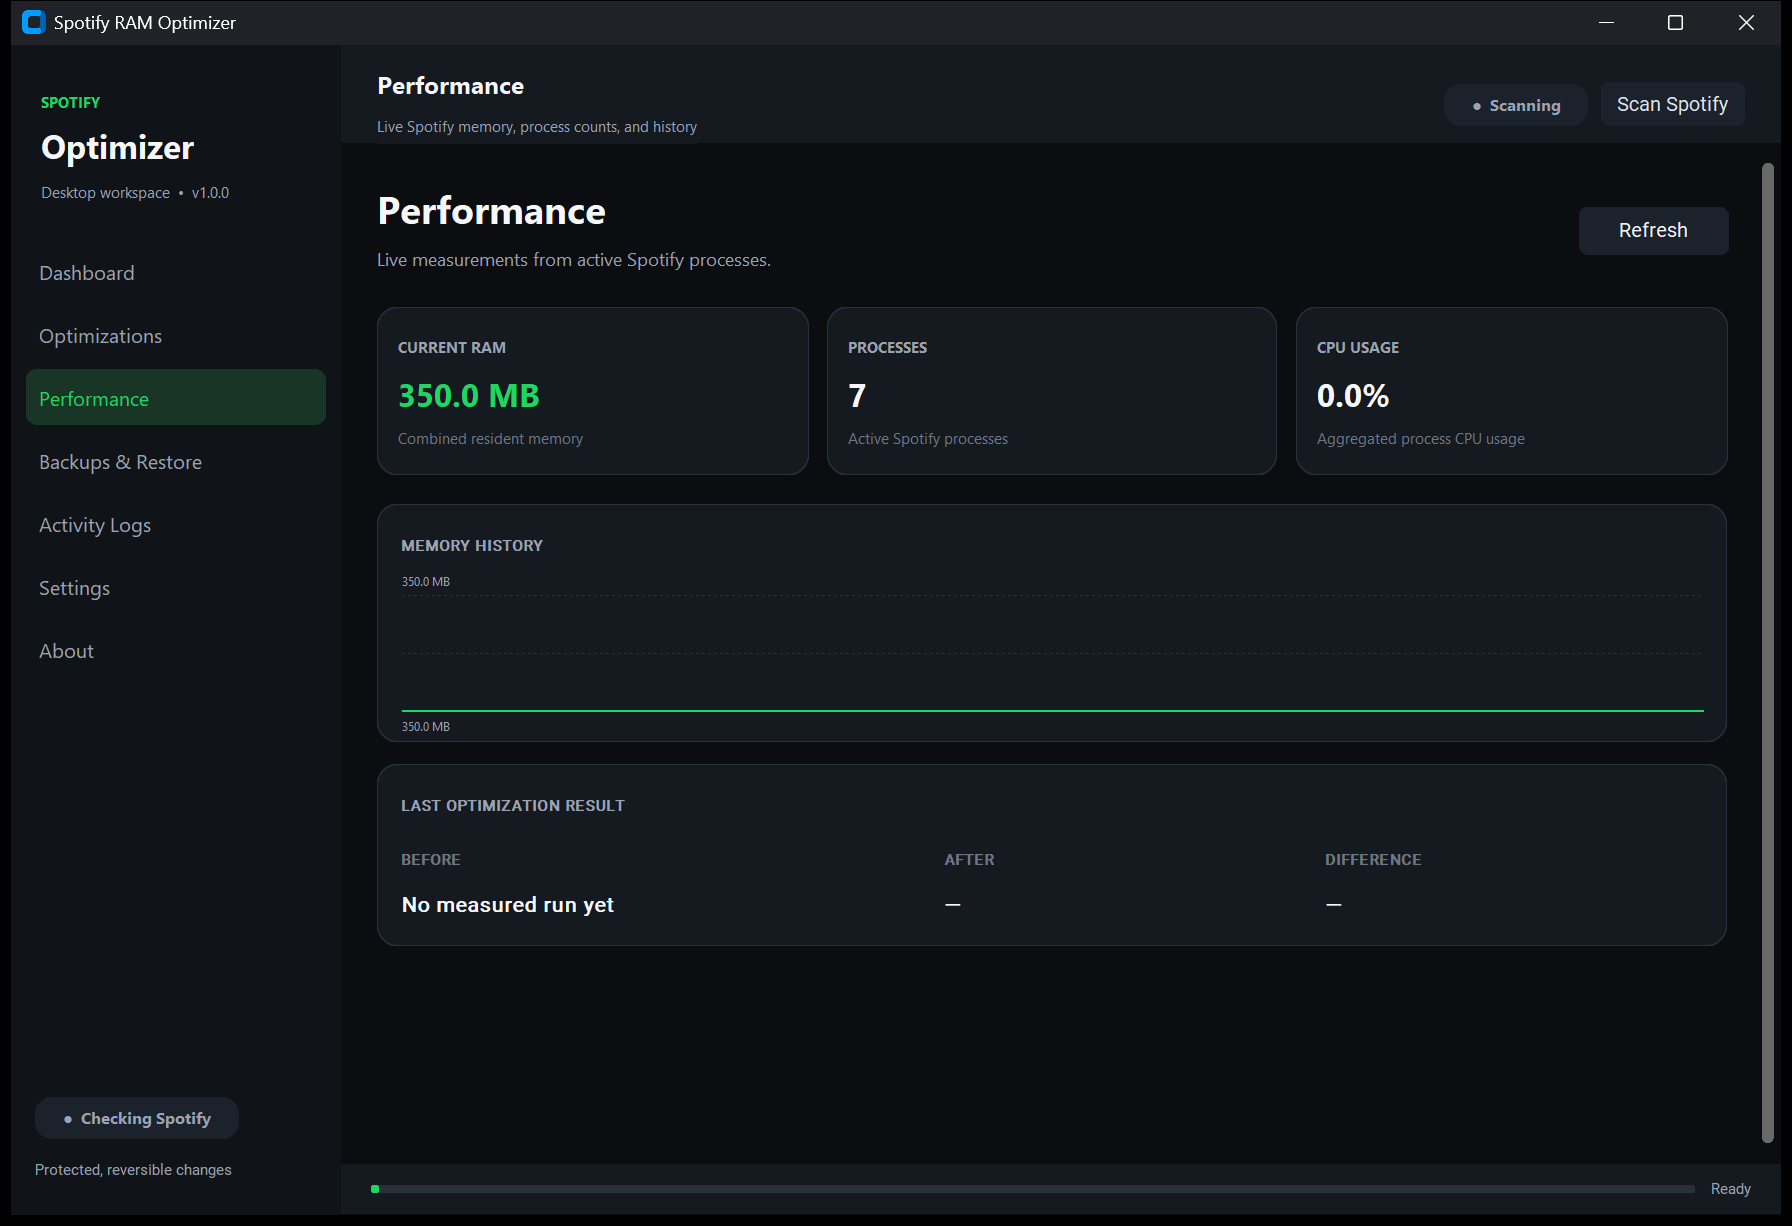 Spotify RAM Optimizer
SPOTIFY
Optimizer
Desktop workspace • v1.0.0
Dashboard
Optimizations
Performance
Backups & Restore
Activity Logs
Settings
About
● Checking Spotify
Protected, reversible changes
Performance
Live Spotify memory, process counts, and history
● Scanning
Scan Spotify
Performance
Live measurements from active Spotify processes.
Refresh
CURRENT RAM
350.0 MB
Combined resident memory
PROCESSES
7
Active Spotify processes
CPU USAGE
0.0%
Aggregated process CPU usage
MEMORY HISTORY
350.0 MB
350.0 MB
LAST OPTIMIZATION RESULT
BEFORE
No measured run yet
AFTER
—
DIFFERENCE
—
Ready